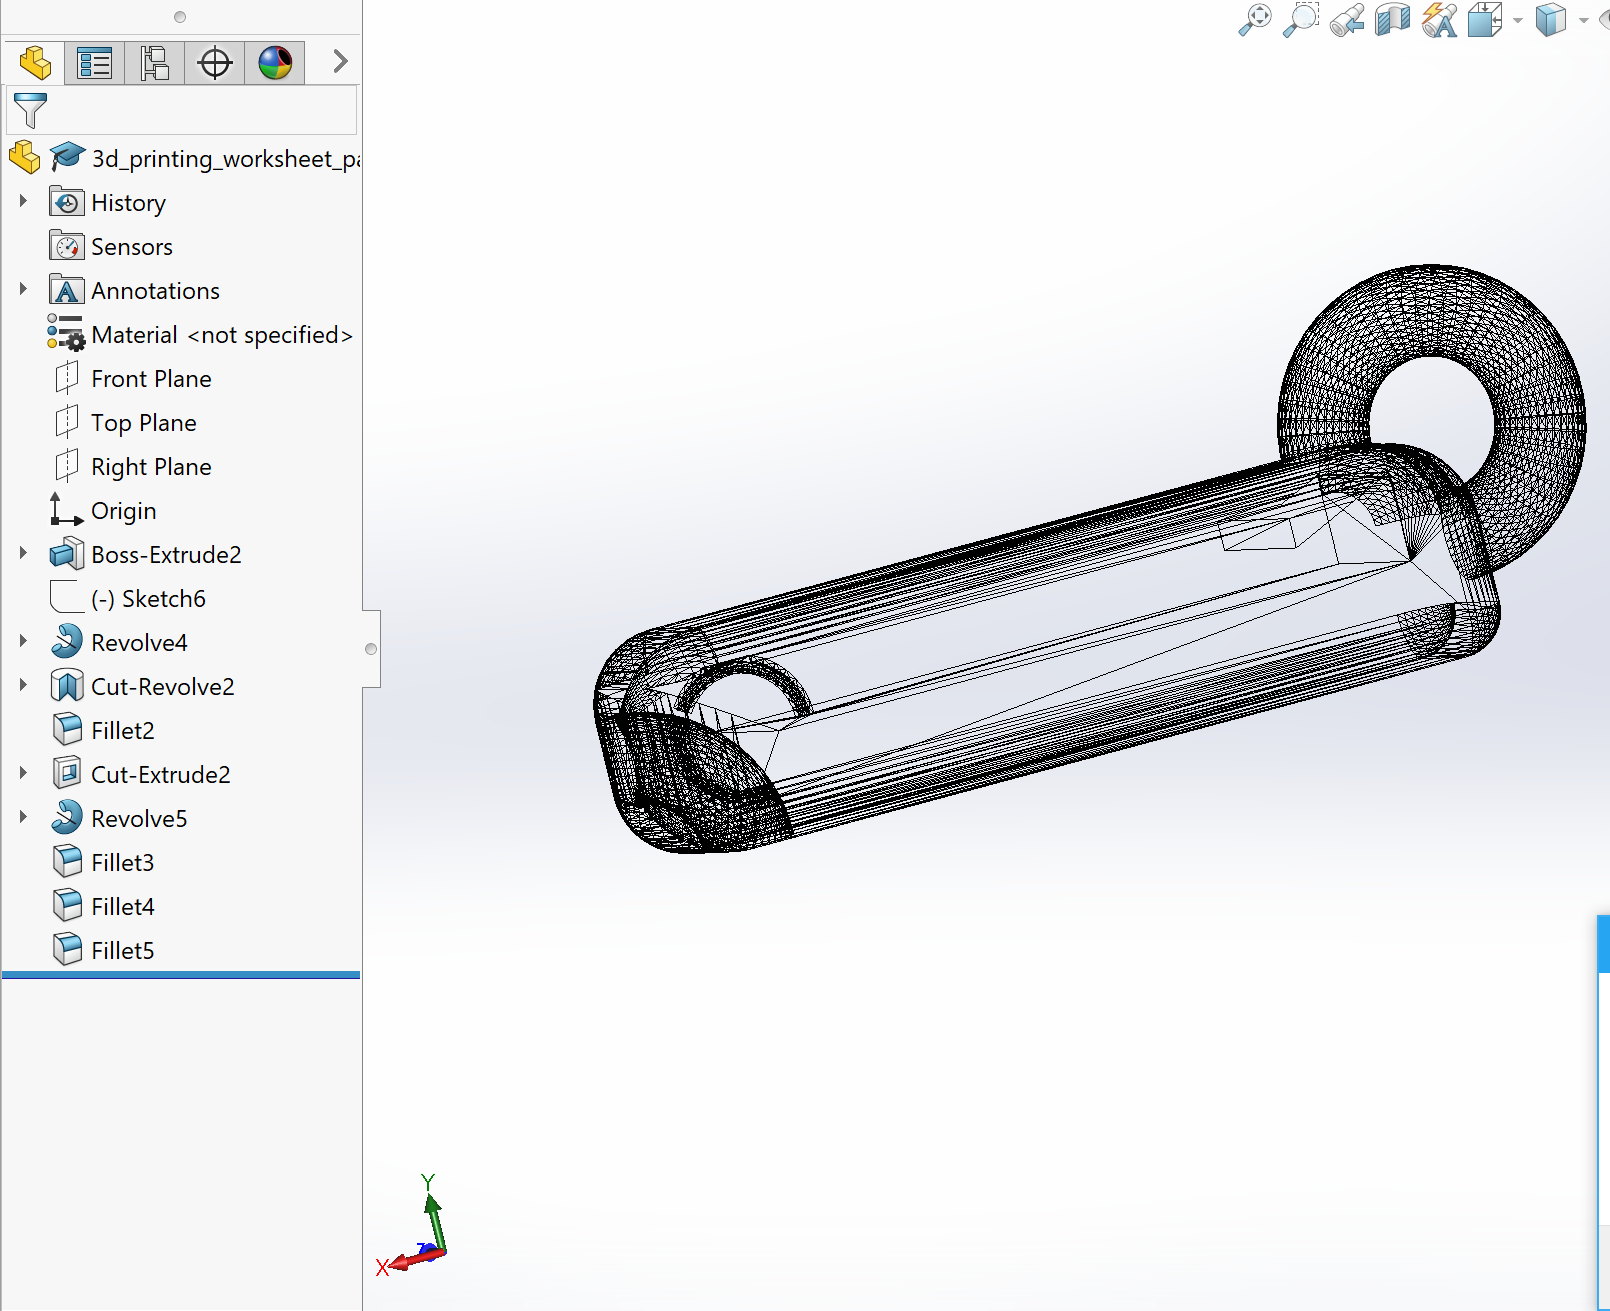 3d_printing_worksheet_pa
History
Sensors
Annotations
Material <not specified>
Front Plane
Top Plane
Right Plane
Origin
Boss-Extrude2
(-) Sketch6
Revolve4
Cut-Revolve2
Fillet2
Cut-Extrude2
Revolve5
Fillet3
Fillet4
Fillet5
Y
Z
X